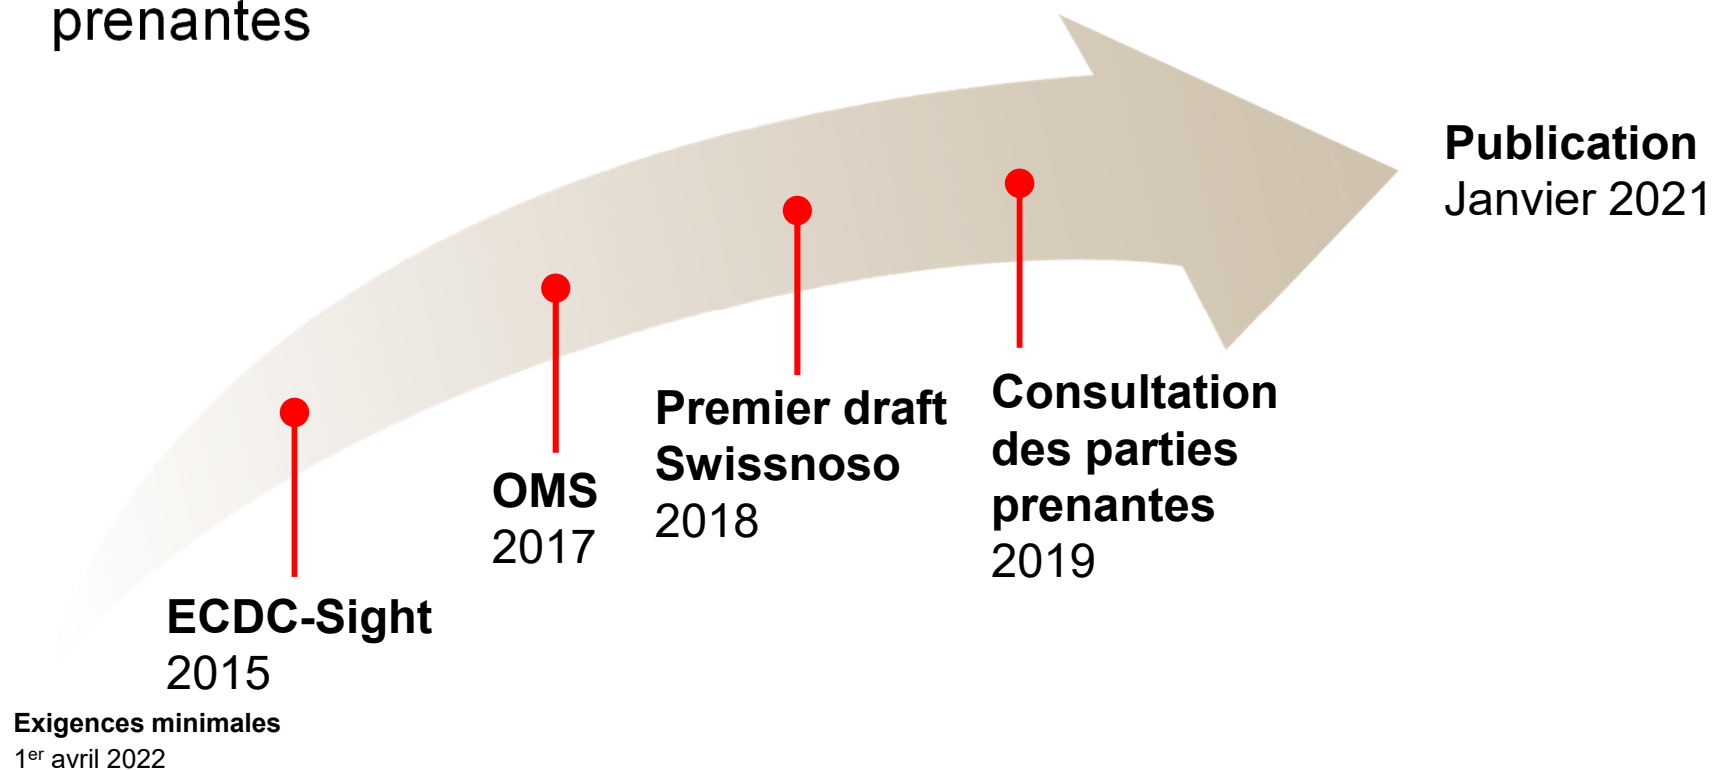 prenantes
Publication
Janvier 2021
Consultation
des parties
prenantes
2019
Premier draft
Swissnoso
2018
OMS
2017
ECDC-Sight
2015
Exigences minimales
1er avril 2022